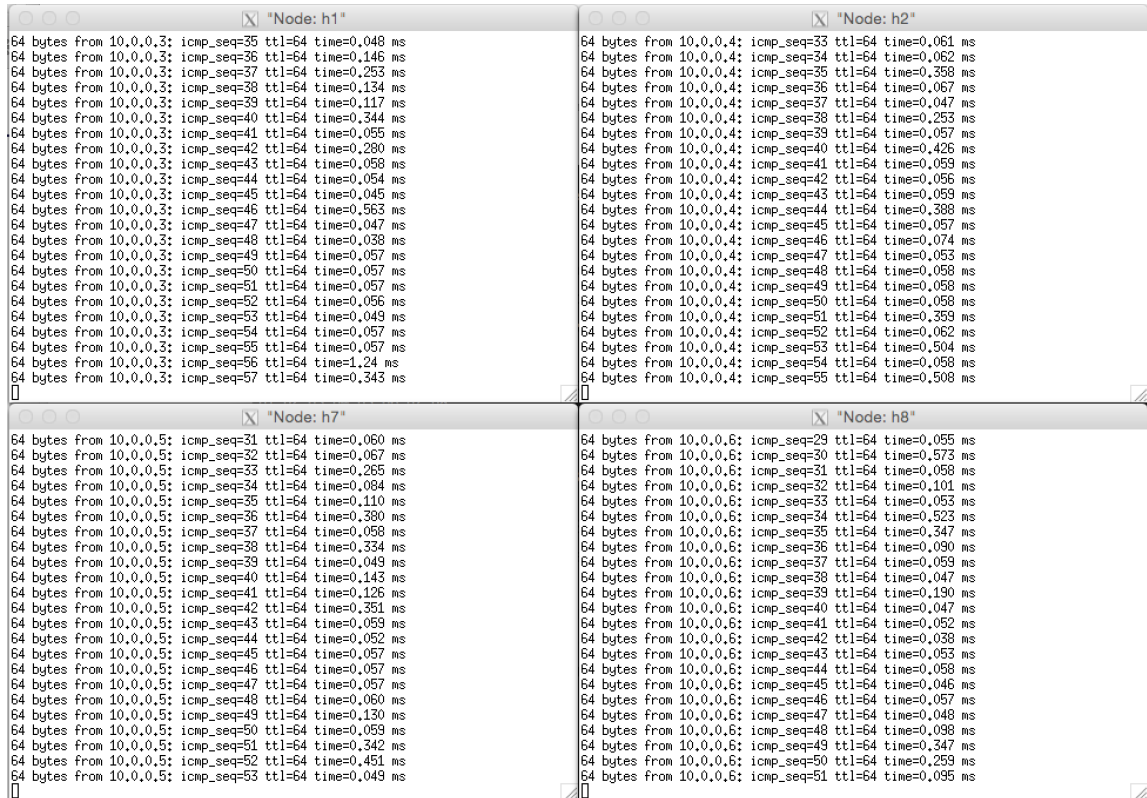 "Node: h1"
64 bytes from 10.0.0.3: icmp_seq=35 ttl=64 time=0.048 ms
64 bytes from 10.0.0.3: icmp_seq=36 ttl=64 time=0.146 ms
64 bytes from 10.0.0.3: icmp_seq=37 ttl=64 time=0.253 ms
64 bytes from 10.0.0.3: icmp_seq=38 ttl=64 time=0.134 ms
64 bytes from 10.0.0.3: icmp_seq=39 ttl=64 time=0.117 ms
64 bytes from 10.0.0.3: icmp_seq=40 ttl=64 time=0.344 ms
64 bytes from 10.0.0.3: icmp_seq=41 ttl=64 time=0.055 ms
64 bytes from 10.0.0.3: icmp_seq=42 ttl=64 time=0.280 ms
64 bytes from 10.0.0.3: icmp_seq=43 ttl=64 time=0.058 ms
64 bytes from 10.0.0.3: icmp_seq=44 ttl=64 time=0.054 ms
64 bytes from 10.0.0.3: icmp_seq=45 ttl=64 time=0.045 ms
64 bytes from 10.0.0.3: icmp_seq=46 ttl=64 time=0.563 ms
64 bytes from 10.0.0.3: icmp_seq=47 ttl=64 time=0.047 ms
64 bytes from 10.0.0.3: icmp_seq=48 ttl=64 time=0.038 ms
64 bytes from 10.0.0.3: icmp_seq=49 ttl=64 time=0.057 ms
64 bytes from 10.0.0.3: icmp_seq=50 ttl=64 time=0.057 ms
64 bytes from 10.0.0.3: icmp_seq=51 ttl=64 time=0.057 ms
64 bytes from 10.0.0.3: icmp_seq=52 ttl=64 time=0.056 ms
64 bytes from 10.0.0.3: icmp_seq=53 ttl=64 time=0.049 ms
64 bytes from 10.0.0.3: icmp_seq=54 ttl=64 time=0.057 ms
64 bytes from 10.0.0.3: icmp_seq=55 ttl=64 time=0.057 ms
64 bytes from 10.0.0.3: icmp_seq=56 ttl=64 time=1.24 ms
64 bytes from 10.0.0.3: icmp_seq=57 ttl=64 time=0.343 ms
"Node: h2"
64 bytes from 10.0.0.4: icmp_seq=33 ttl=64 time=0.061 ms
64 bytes from 10.0.0.4: icmp_seq=34 ttl=64 time=0.062 ms
64 bytes from 10.0.0.4: icmp_seq=35 ttl=64 time=0.358 ms
64 bytes from 10.0.0.4: icmp_seq=36 ttl=64 time=0.067 ms
64 bytes from 10.0.0.4: icmp_seq=37 ttl=64 time=0.047 ms
64 bytes from 10.0.0.4: icmp_seq=38 ttl=64 time=0.253 ms
64 bytes from 10.0.0.4: icmp_seq=39 ttl=64 time=0.057 ms
64 bytes from 10.0.0.4: icmp_seq=40 ttl=64 time=0.426 ms
64 bytes from 10.0.0.4: icmp_seq=41 ttl=64 time=0.059 ms
64 bytes from 10.0.0.4: icmp_seq=42 ttl=64 time=0.056 ms
64 bytes from 10.0.0.4: icmp_seq=43 ttl=64 time=0.059 ms
64 bytes from 10.0.0.4: icmp_seq=44 ttl=64 time=0.388 ms
64 bytes from 10.0.0.4: icmp_seq=45 ttl=64 time=0.057 ms
64 bytes from 10.0.0.4: icmp_seq=46 ttl=64 time=0.074 ms
64 bytes from 10.0.0.4: icmp_seq=47 ttl=64 time=0.053 ms
64 bytes from 10.0.0.4: icmp_seq=48 ttl=64 time=0.058 ms
64 bytes from 10.0.0.4: icmp_seq=49 ttl=64 time=0.058 ms
64 bytes from 10.0.0.4: icmp_seq=50 ttl=64 time=0.058 ms
64 bytes from 10.0.0.4: icmp_seq=51 ttl=64 time=0.359 ms
64 bytes from 10.0.0.4: icmp_seq=52 ttl=64 time=0.062 ms
64 bytes from 10.0.0.4: icmp_seq=53 ttl=64 time=0.504 ms
64 bytes from 10.0.0.4: icmp_seq=54 ttl=64 time=0.058 ms
64 bytes from 10.0.0.4: icmp_seq=55 ttl=64 time=0.508 ms
"Node: h7"
64 bytes from 10.0.0.5: icmp_seq=31 ttl=64 time=0.060 ms
64 bytes from 10.0.0.5: icmp_seq=32 ttl=64 time=0.067 ms
64 bytes from 10.0.0.5: icmp_seq=33 ttl=64 time=0.265 ms
64 bytes from 10.0.0.5: icmp_seq=34 ttl=64 time=0.084 ms
64 bytes from 10.0.0.5: icmp_seq=35 ttl=64 time=0.110 ms
64 bytes from 10.0.0.5: icmp_seq=36 ttl=64 time=0.380 ms
64 bytes from 10.0.0.5: icmp_seq=37 ttl=64 time=0.058 ms
64 bytes from 10.0.0.5: icmp_seq=38 ttl=64 time=0.334 ms
64 bytes from 10.0.0.5: icmp_seq=39 ttl=64 time=0.049 ms
64 bytes from 10.0.0.5: icmp_seq=40 ttl=64 time=0.143 ms
64 bytes from 10.0.0.5: icmp_seq=41 ttl=64 time=0.126 ms
64 bytes from 10.0.0.5: icmp_seq=42 ttl=64 time=0.351 ms
64 bytes from 10.0.0.5: icmp_seq=43 ttl=64 time=0.059 ms
64 bytes from 10.0.0.5: icmp_seq=44 ttl=64 time=0.052 ms
64 bytes from 10.0.0.5: icmp_seq=45 ttl=64 time=0.057 ms
64 bytes from 10.0.0.5: icmp_seq=46 ttl=64 time=0.057 ms
64 bytes from 10.0.0.5: icmp_seq=47 ttl=64 time=0.057 ms
64 bytes from 10.0.0.5: icmp_seq=48 ttl=64 time=0.060 ms
64 bytes from 10.0.0.5: icmp_seq=49 ttl=64 time=0.130 ms
64 bytes from 10.0.0.5: icmp_seq=50 ttl=64 time=0.059 ms
64 bytes from 10.0.0.5: icmp_seq=51 ttl=64 time=0.342 ms
64 bytes from 10.0.0.5: icmp_seq=52 ttl=64 time=0.451 ms
64 bytes from 10.0.0.5: icmp_seq=53 ttl=64 time=0.049 ms
"Node: h8"
64 bytes from 10.0.0.6: icmp_seq=29 ttl=64 time=0.055 ms
64 bytes from 10.0.0.6: icmp_seq=30 ttl=64 time=0.573 ms
64 bytes from 10.0.0.6: icmp_seq=31 ttl=64 time=0.058 ms
64 bytes from 10.0.0.6: icmp_seq=32 ttl=64 time=0.101 ms
64 bytes from 10.0.0.6: icmp_seq=33 ttl=64 time=0.053 ms
64 bytes from 10.0.0.6: icmp_seq=34 ttl=64 time=0.523 ms
64 bytes from 10.0.0.6: icmp_seq=35 ttl=64 time=0.347 ms
64 bytes from 10.0.0.6: icmp_seq=36 ttl=64 time=0.090 ms
64 bytes from 10.0.0.6: icmp_seq=37 ttl=64 time=0.059 ms
64 bytes from 10.0.0.6: icmp_seq=38 ttl=64 time=0.047 ms
64 bytes from 10.0.0.6: icmp_seq=39 ttl=64 time=0.190 ms
64 bytes from 10.0.0.6: icmp_seq=40 ttl=64 time=0.047 ms
64 bytes from 10.0.0.6: icmp_seq=41 ttl=64 time=0.052 ms
64 bytes from 10.0.0.6: icmp_seq=42 ttl=64 time=0.038 ms
64 bytes from 10.0.0.6: icmp_seq=43 ttl=64 time=0.053 ms
64 bytes from 10.0.0.6: icmp_seq=44 ttl=64 time=0.058 ms
64 bytes from 10.0.0.6: icmp_seq=45 ttl=64 time=0.046 ms
64 bytes from 10.0.0.6: icmp_seq=46 ttl=64 time=0.057 ms
64 bytes from 10.0.0.6: icmp_seq=47 ttl=64 time=0.048 ms
64 bytes from 10.0.0.6: icmp_seq=48 ttl=64 time=0.098 ms
64 bytes from 10.0.0.6: icmp_seq=49 ttl=64 time=0.347 ms
64 bytes from 10.0.0.6: icmp_seq=50 ttl=64 time=0.259 ms
64 bytes from 10.0.0.6: icmp_seq=51 ttl=64 time=0.095 ms